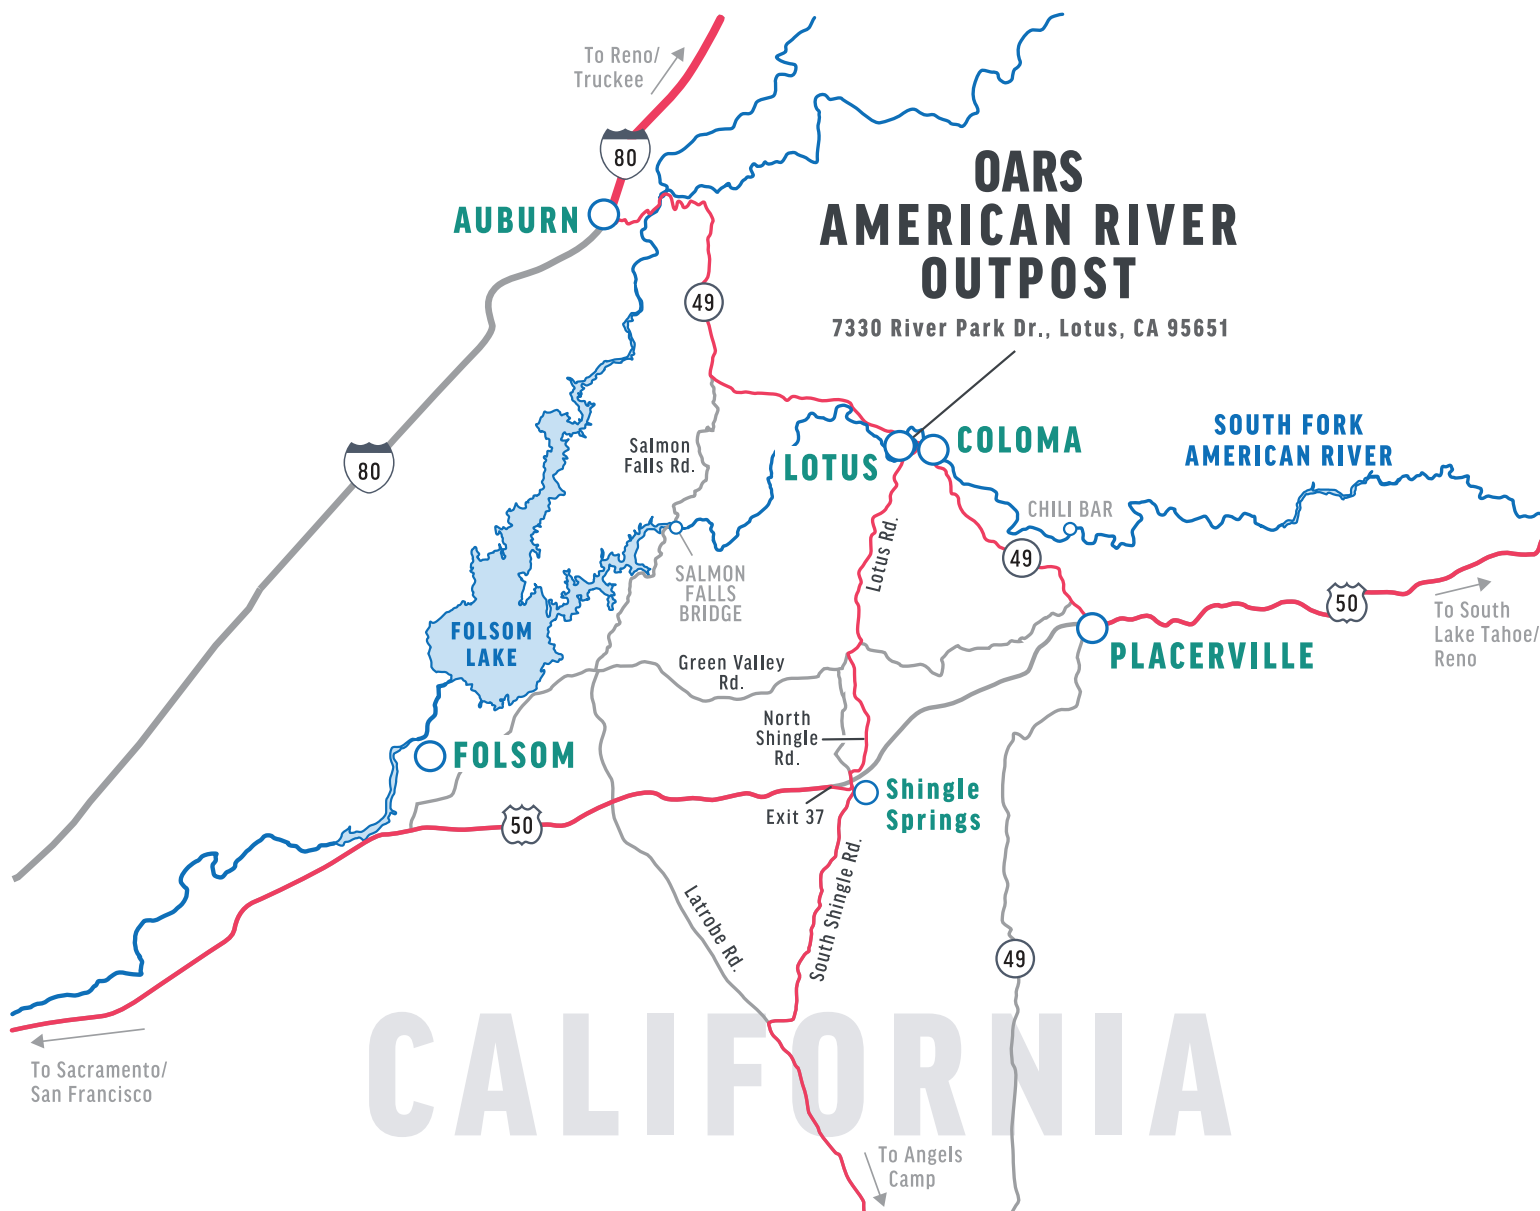 To Reno/
Truckee
80
AUBURN
OARS
AMERICAN RIVER
OUTPOST
7330 River Park Dr., Lotus, CA 95651
49
80
Salmon
Falls Rd.
LOTUS
COLOMA
SOUTH FORK
AMERICAN RIVER
CHILI BAR
Lotus Rd.
49
SALMON
FALLS
BRIDGE
50
To South
Lake Tahoe/
Reno
FOLSOM
LAKE
Green Valley
Rd.
PLACERVILLE
North
Shingle
Rd.
FOLSOM
Shingle
Springs
Exit 37
50
Latrobe Rd.
South Shingle Rd.
49
CALIFORNIA
To Sacramento/
San Francisco
To Angels
Camp